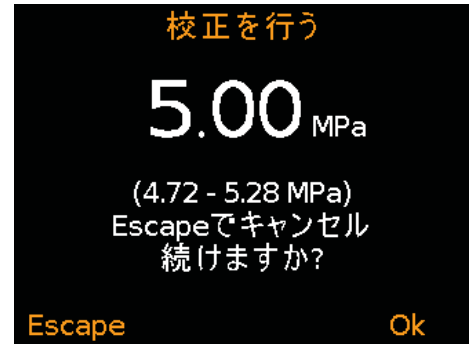 校正を行う
5.00 MPa
(4.72 - 5.28 MPa)
Escapeでキャンセル
続けますか?
Escape Ok